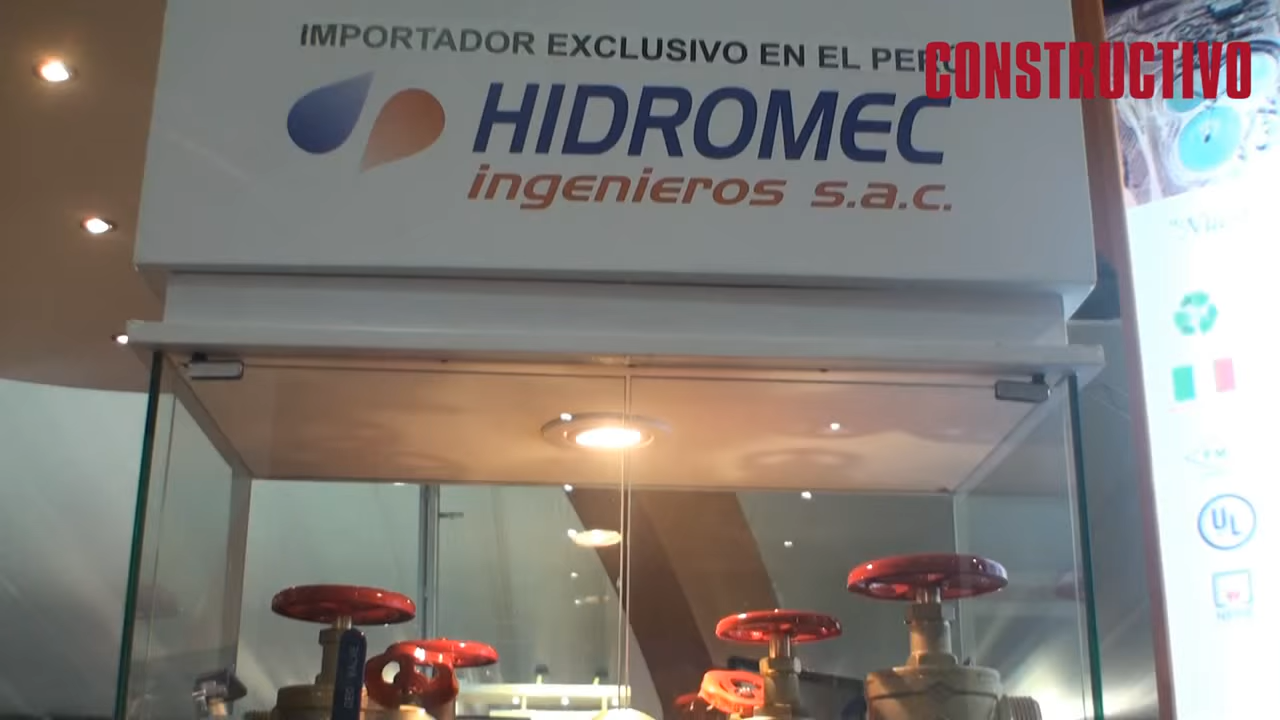 IMPORTADOR EXCLUSIVO EN EL PERÚ
CONSTRUCTIVO
HIDROMEC
ingenieros s.a.c.
UL